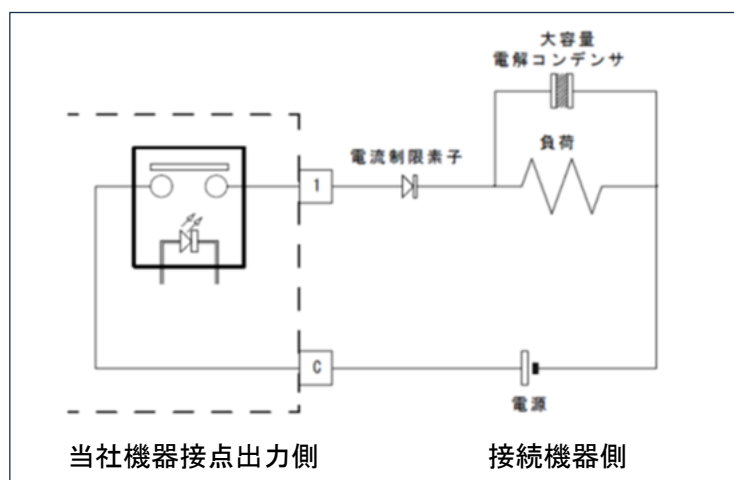 大容量
電解コンデンサ
電流制限素子
負荷
1
C
電源
当社機器接点出力側
接続機器側